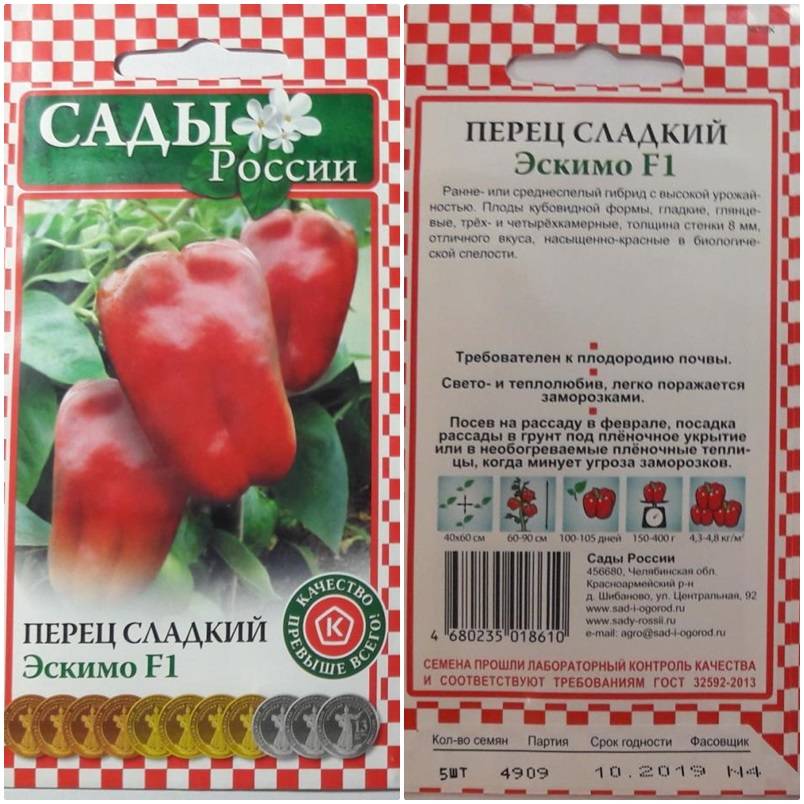 САДЫ
России
КАЧЕСТВО
ПРЕВЫШЕ ВСЕГО!
К
ПЕРЕЦ СЛАДКИЙ
Эскимо F1
ПЕРЕЦ СЛАДКИЙ
Эскимо F1
Ранне- или среднеспелый гибрид с высокой урожай-
ностью. Плоды кубовидной формы, гладкие, глянце-
вые, трёх- и четырёхкамерные, толщина стенки 8 мм,
отличного вкуса, насыщенно-красные в биологиче-
ской спелости.
Требователен к плодородию почвы.
Свето- и теплолюбив, легко поражается
заморозками.
Посев на рассаду в феврале, посадка
рассады в грунт под плёночное укрытие
или в необогреваемые плёночные тепли-
цы, когда минует угроза заморозков.
40х60 см 60-90 см 100-105 дней 150-400 г 4,3-4,8 кг/м²
Сады России
456680, Челябинская обл.
Красноармейский р-н
д. Шибаново, ул. Центральная, 92
www.sad-i-ogorod.ru
www.sady-rossii.ru
e-mail: agro@sad-i-ogorod.ru
4 680235 018610
СЕМЕНА ПРОШЛИ ЛАБОРАТОРНЫЙ КОНТРОЛЬ КАЧЕСТВА
И СООТВЕТСТВУЮТ ТРЕБОВАНИЯМ ГОСТ 32592-2013
Кол-во семян Партия Срок годности Фасовщик
5шт 4909 10.2019 N4